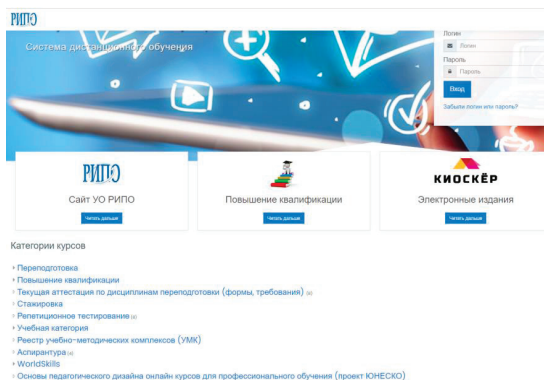 РИПО
Система дистанционного обучения
Логин
Логин
Пароль
Пароль
Вход
Забыли логин или пароль?
РИПО
Сайт УО РИПО
Читать дальше
Повышение квалификации
Читать дальше
КИОСКЁР
Электронные издания
Читать дальше
Категории курсов
Переподготовка
Повышение квалификации
Текущая аттестация по дисциплинам переподготовки (формы, требования)
Стажировка
Репетиционное тестирование
Учебная категория
Реестр учебно-методических комплексов (УМК)
Аспирантура
WorldSkills
Основы педагогического дизайна онлайн курсов для профессионального обучения (проект ЮНЕСКО)